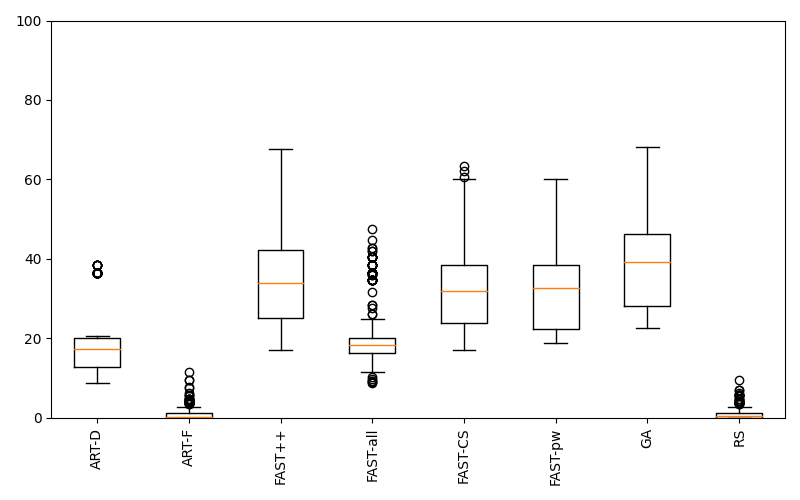 100
80
60
40
20
0
ART-D
ART-F
FAST++
FAST-all
FAST-CS
FAST-pw
GA
RS